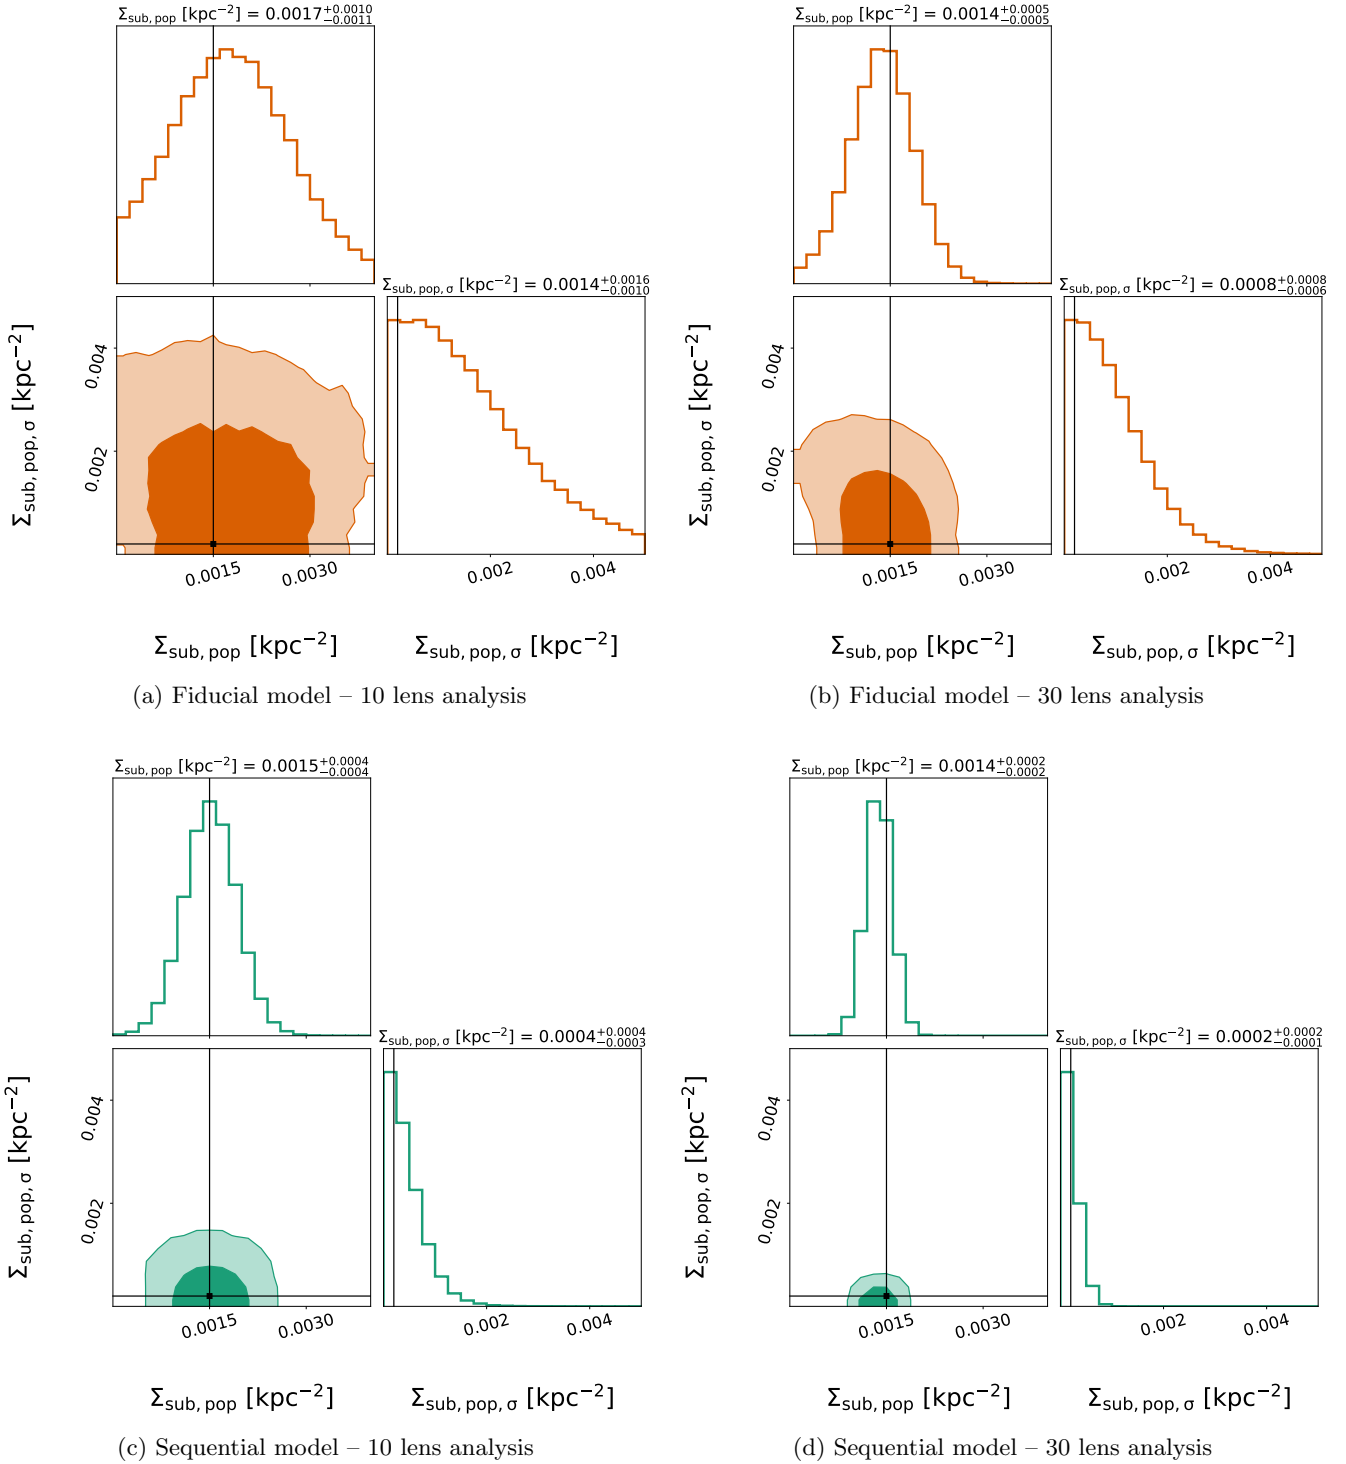 Σsub, pop [kpc−2] = 0.0017+0.0010−0.0011
Σsub, pop, σ [kpc−2] = 0.0014+0.0016−0.0010
0.004
0.002
Σsub, pop, σ [kpc−2]
0.0015
0.0030
0.002
0.004
Σsub, pop [kpc−2]
Σsub, pop, σ [kpc−2]
(a) Fiducial model – 10 lens analysis
Σsub, pop [kpc−2] = 0.0014+0.0005−0.0005
Σsub, pop, σ [kpc−2] = 0.0008+0.0008−0.0006
0.004
0.002
Σsub, pop, σ [kpc−2]
0.0015
0.0030
0.002
0.004
Σsub, pop [kpc−2]
Σsub, pop, σ [kpc−2]
(b) Fiducial model – 30 lens analysis
Σsub, pop [kpc−2] = 0.0015+0.0004−0.0004
Σsub, pop, σ [kpc−2] = 0.0004+0.0004−0.0003
0.004
0.002
Σsub, pop, σ [kpc−2]
0.0015
0.0030
0.002
0.004
Σsub, pop [kpc−2]
Σsub, pop, σ [kpc−2]
(c) Sequential model – 10 lens analysis
Σsub, pop [kpc−2] = 0.0014+0.0002−0.0002
Σsub, pop, σ [kpc−2] = 0.0002+0.0002−0.0001
0.004
0.002
Σsub, pop, σ [kpc−2]
0.0015
0.0030
0.002
0.004
Σsub, pop [kpc−2]
Σsub, pop, σ [kpc−2]
(d) Sequential model – 30 lens analysis